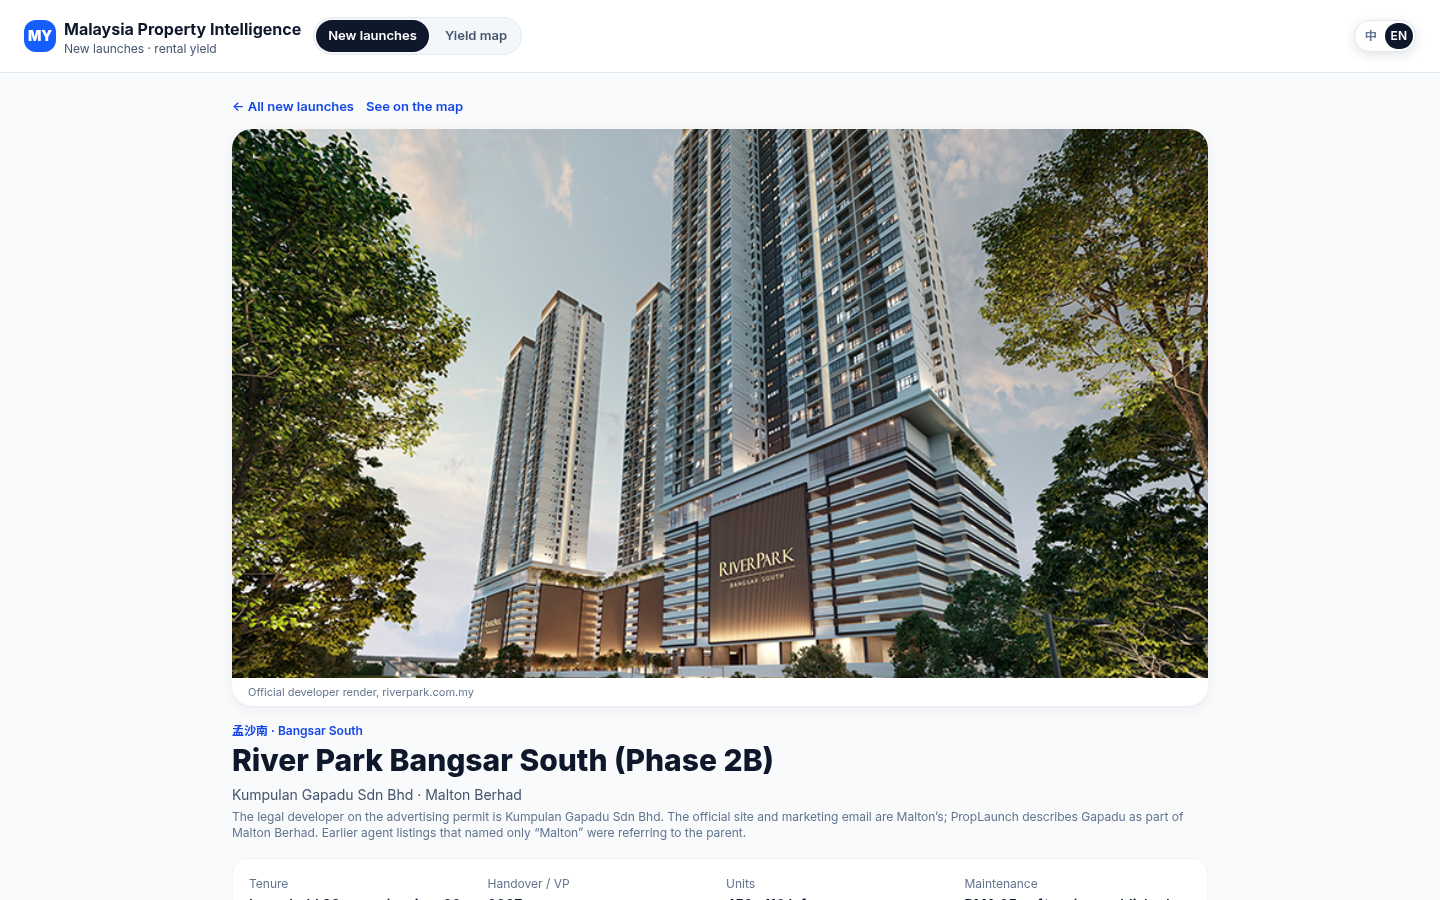 MY
Malaysia Property Intelligence
New launches · rental yield
New launches
Yield map
中
EN
← All new launches
See on the map
RIVERPARK
BANGSAR SOUTH
Official developer render, riverpark.com.my
孟沙南 · Bangsar South
River Park Bangsar South (Phase 2B)
Kumpulan Gapadu Sdn Bhd · Malton Berhad
The legal developer on the advertising permit is Kumpulan Gapadu Sdn Bhd. The official site and marketing email are Malton’s; PropLaunch describes Gapadu as part of
Malton Berhad. Earlier agent listings that named only “Malton” were referring to the parent.
Tenure
Handover / VP
Units
Maintenance